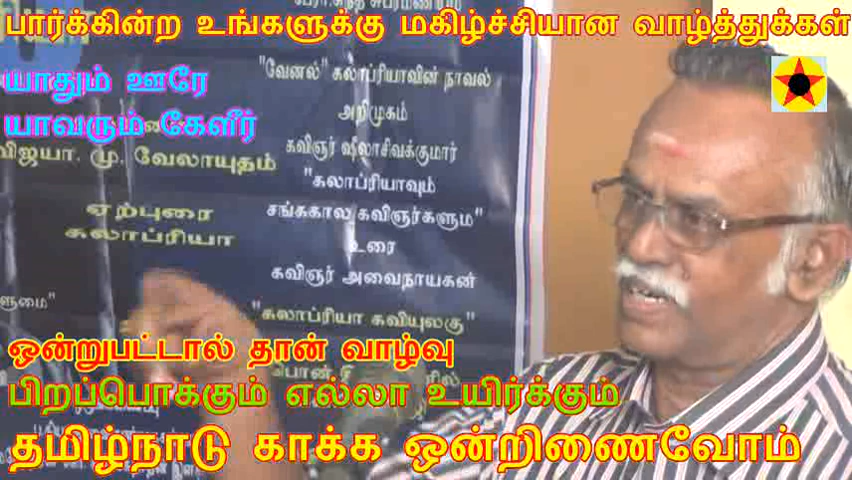 பார்க்கின்ற உங்களுக்கு மகிழ்ச்சியான வாழ்த்துக்கள்
"வேனல்" கலாப்ரியாவின் நாவல்
யாதும் ஊரே
அறிமுகம்
யாவரும் கேளீர்
கவிஞர் ஷீலாசிவக்குமார்
விஜயா. மு. வேலாயுதம்
"கலாப்ரியாவும்
ஏற்புரை
சங்ககால கவிஞர்களும்"
கலாப்ரியா
உரை
கவிஞர் அவைநாயகன்
"கலாப்ரியா கவியுலகு"
ஒன்றுபட்டால் தான் வாழ்வு
பிறப்பொக்கும் எல்லா உயிர்க்கும்
தமிழ்நாடு காக்க ஒன்றிணைவோம்